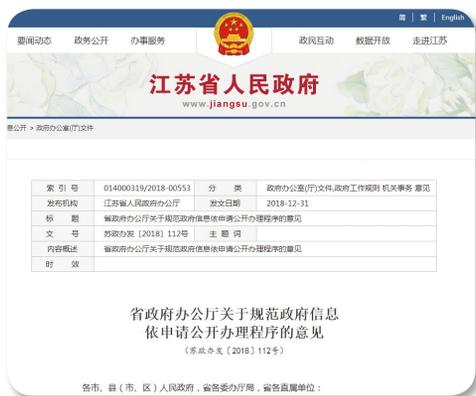 简 | 繁 | English
要闻动态 政务公开 办事服务 政民互动 数据开放 走进江苏
江苏省人民政府
www.jiangsu.gov.cn
息公开 > 政府办公室(厅)文件
索 引 号 014000319/2018-00553 分 类 政府办公室(厅)文件,政府工作规则 机关事务 意见
发布机构 江苏省人民政府办公厅 发文日期 2018-12-31
标 题 省政府办公厅关于规范政府信息依申请公开办理程序的意见
文 号 苏政办发〔2018〕112号 主 题 词
内容概述 省政府办公厅关于规范政府信息依申请公开办理程序的意见
时 效
省政府办公厅关于规范政府信息
依申请公开办理程序的意见
(苏政办发〔2018〕112号)
各市、县(市、区)人民政府,省各委办厅局,省各直属单位: